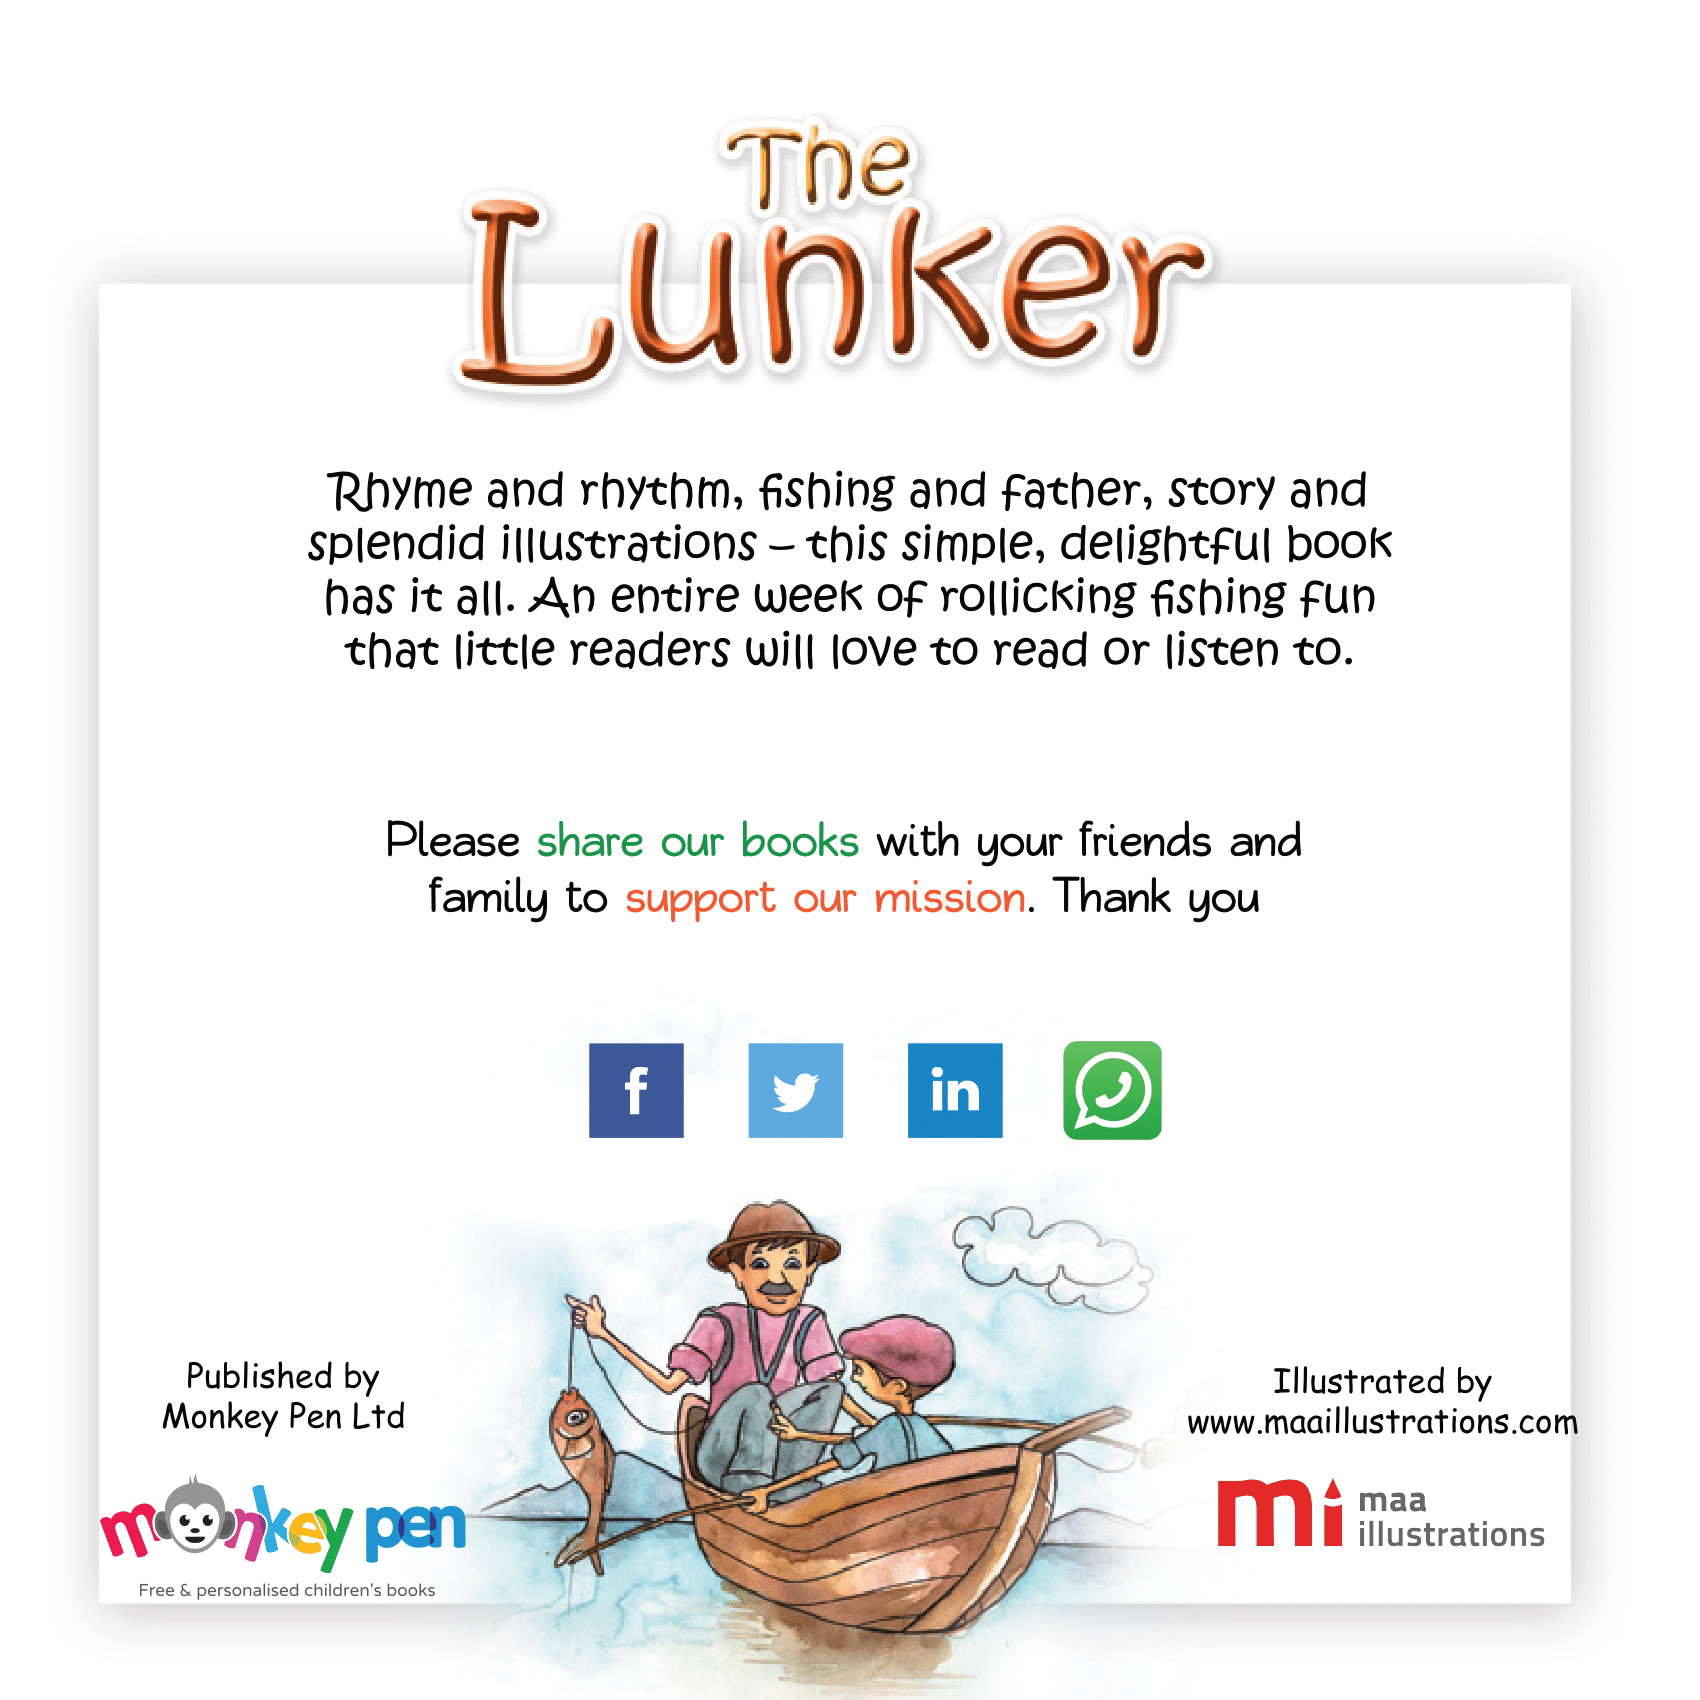 The
Lunker
Rhyme and rhythm, fishing and father, story and
splendid illustrations – this simple, delightful book
has it all. An entire week of rollicking fishing fun
that little readers will love to read or listen to.
Please share our books with your friends and
family to support our mission. Thank you
f
in
Published by
Monkey Pen Ltd
monkey pen
Free & personalised children's books
Illustrated by
www.maaillustrations.com
mi maa
illustrations